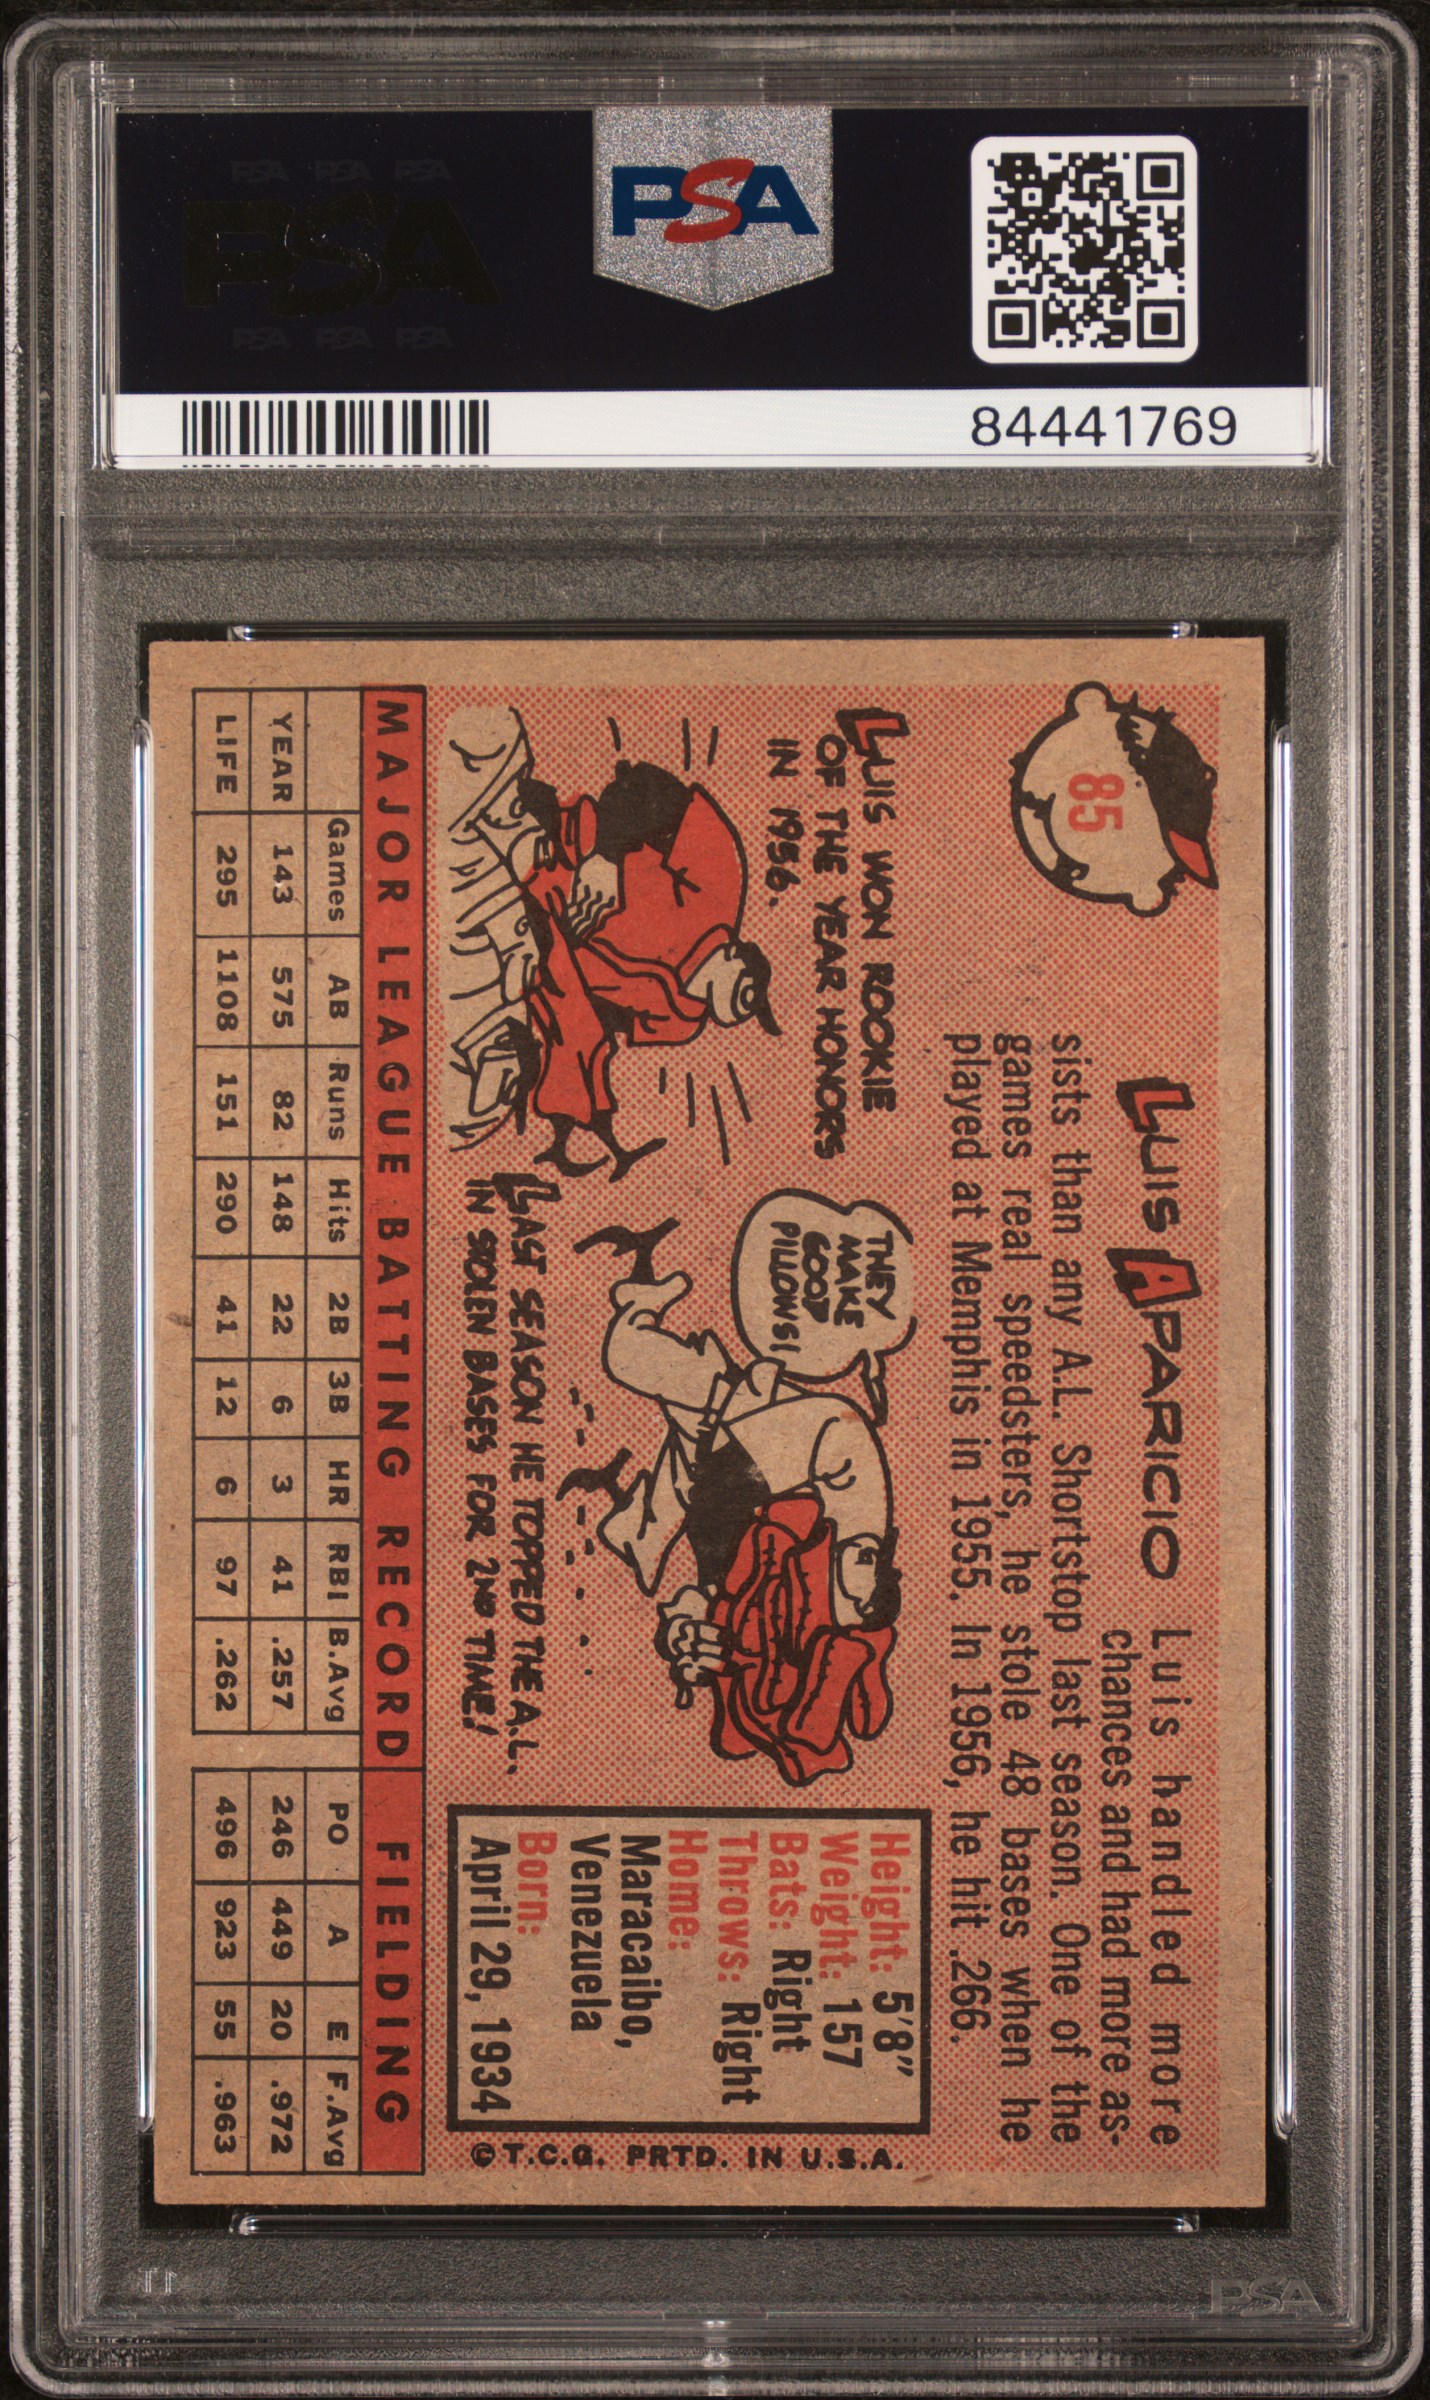 PSA PSA PSA
PSA
PSA PSA PSA
PSA
84441769
85
LUIS APARICIO
Luis handled more
chances and had more as-
sists than any A.L. Shortstop last season. One of the
games real speedsters, he stole 48 bases when he
played at Memphis in 1955. In 1956, he hit .266.
LUIS WON ROOKIE
OF THE YEAR HONORS
IN 1956.
THEY
MAKE
GOOD
PILLOWS!
LAST SEASON HE TOPPED THE A.L.
IN STOLEN BASES FOR 2ND TIME!
Height: 5'8"
Weight: 157
Bats: Right
Throws: Right
Home:
Maracaibo,
Venezuela
Born:
April 29, 1934
©T.C.G. PRTD. IN U.S.A.
MAJOR LEAGUE BATTING RECORD FIELDING
Games AB Runs Hits 2B 3B HR RBI B.Avg PO A E F.Avg
YEAR 143 575 82 148 22 6 3 41 .257 246 449 20 .972
LIFE 295 1108 151 290 41 12 6 97 .262 496 923 55 .963
PSA